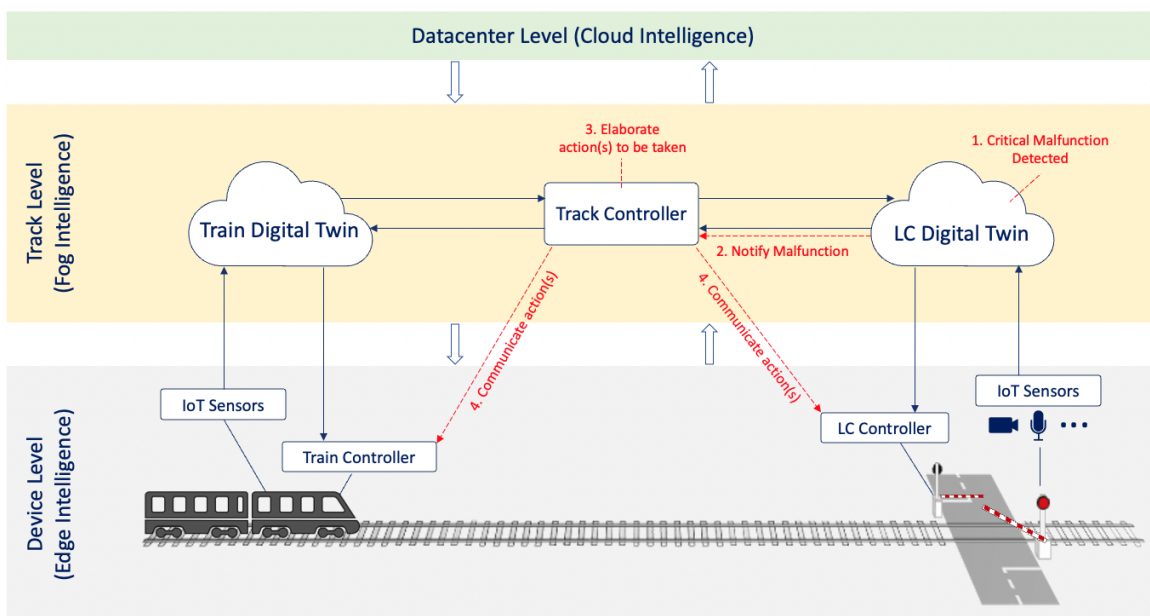 Datacenter Level (Cloud Intelligence)
Track Level
(Fog Intelligence)
3. Elaborate
action(s) to be taken
1. Critical Malfunction
Detected
Train Digital Twin
Track Controller
LC Digital Twin
2. Notify Malfunction
4. Communicate action(s)
4. Communicate action(s)
Device Level
(Edge Intelligence)
IoT Sensors
Train Controller
LC Controller
IoT Sensors